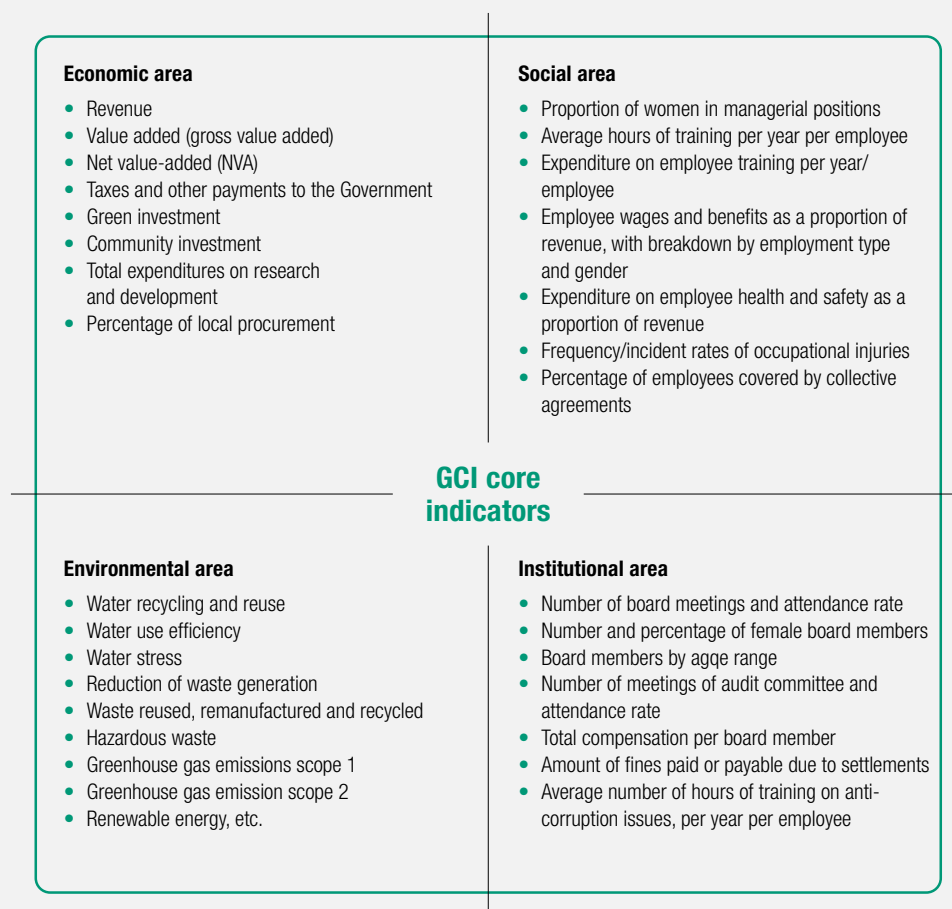 Economic area
• Revenue
• Value added (gross value added)
• Net value-added (NVA)
• Taxes and other payments to the Government
• Green investment
• Community investment
• Total expenditures on research
and development
• Percentage of local procurement
Social area
• Proportion of women in managerial positions
• Average hours of training per year per employee
• Expenditure on employee training per year/
employee
• Employee wages and benefits as a proportion of
revenue, with breakdown by employment type
and gender
• Expenditure on employee health and safety as a
proportion of revenue
• Frequency/incident rates of occupational injuries
• Percentage of employees covered by collective
agreements
GCI core
indicators
Environmental area
• Water recycling and reuse
• Water use efficiency
• Water stress
• Reduction of waste generation
• Waste reused, remanufactured and recycled
• Hazardous waste
• Greenhouse gas emissions scope 1
• Greenhouse gas emission scope 2
• Renewable energy, etc.
Institutional area
• Number of board meetings and attendance rate
• Number and percentage of female board members
• Board members by agqe range
• Number of meetings of audit committee and
attendance rate
• Total compensation per board member
• Amount of fines paid or payable due to settlements
• Average number of hours of training on anti-
corruption issues, per year per employee